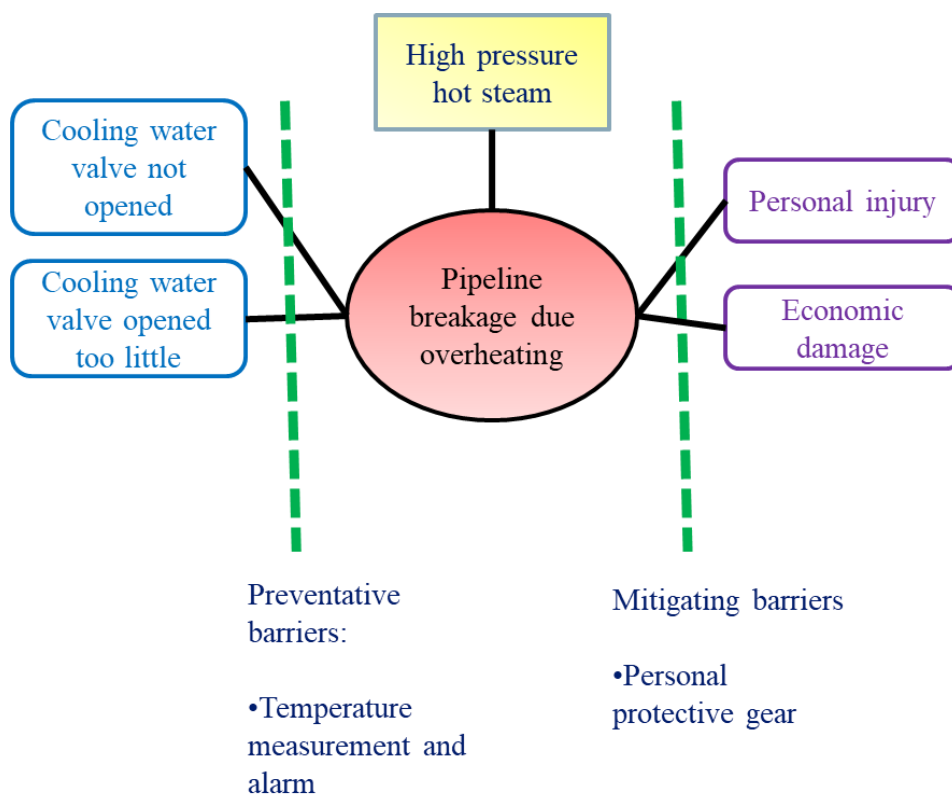 High pressure
hot steam
Cooling water
valve not
opened
Cooling water
valve opened
too little
Pipeline
breakage due
overheating
Personal injury
Economic
damage
Preventative
barriers:
•Temperature
measurement and
alarm
Mitigating barriers
•Personal
protective gear